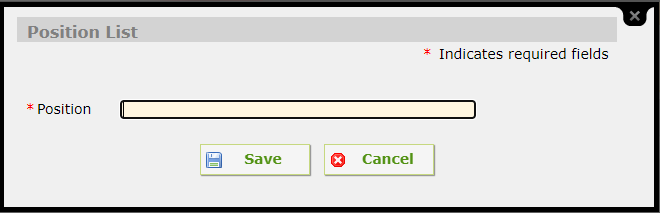 Position List
* Indicates required fields
* Position
Save
Cancel